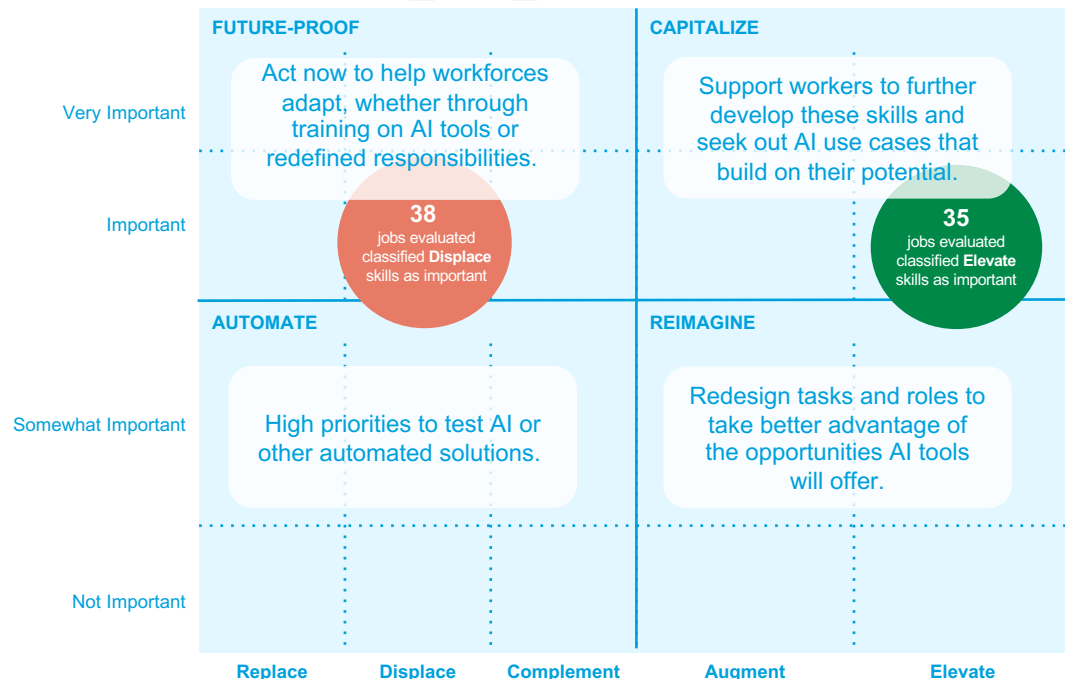 FUTURE-PROOF
CAPITALIZE
Very Important
Act now to help workforces
adapt, whether through
training on AI tools or
redefined responsibilities.
Support workers to further
develop these skills and
seek out AI use cases that
build on their potential.
Important
38
jobs evaluated
classified Displace
skills as important
35
jobs evaluated
classified Elevate
skills as important
AUTOMATE
REIMAGINE
Somewhat Important
High priorities to test AI or
other automated solutions.
Redesign tasks and roles to
take better advantage of
the opportunities AI tools
will offer.
Not Important
Replace
Displace
Complement
Augment
Elevate